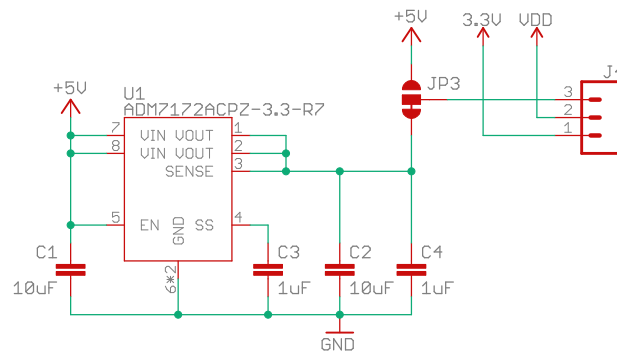 +5V 3.3V VDD
JP3 J4
3
2
1
+5V
U1
ADM7172ACPZ-3.3-R7
7 VIN VOUT 1
8 VIN VOUT 2
SENSE 3
5 EN GND SS 4
6*2
C1 C3 C2 C4
10uF 1uF 10uF 1uF
GND